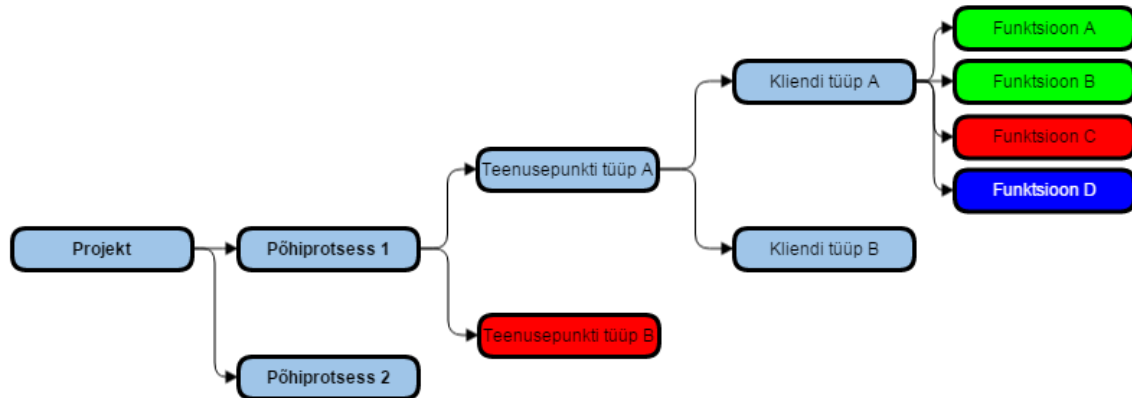 Funktsioon A
Kliendi tüüp A
Funktsioon B
Funktsioon C
Teenusepunkti tüüp A
Funktsioon D
Projekt
Põhiprotsess 1
Kliendi tüüp B
Teenusepunkti tüüp B
Põhiprotsess 2